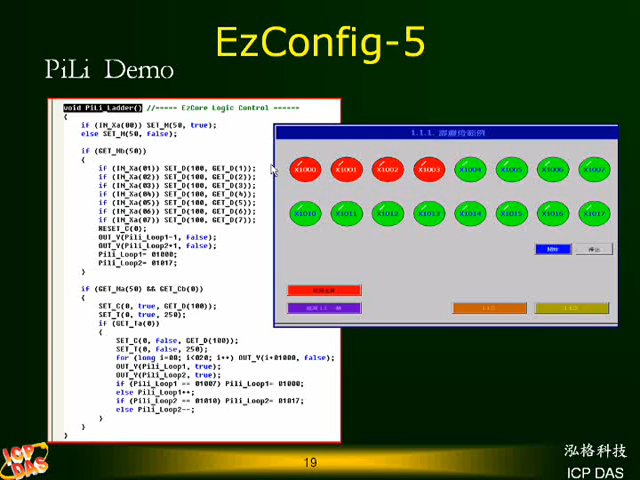 EzConfig-5
PiLi Demo
void PiLi_Ladder() //===== EzCore Logic Control ======
{
if (IN_Xa(00)) SET_M(50, true);
else SET_M(50, false);
if (GET_Mb(50))
{
if (IN_Xa(01)) SET_D(100, GET_D(1));
if (IN_Xa(02)) SET_D(100, GET_D(2));
if (IN_Xa(03)) SET_D(100, GET_D(3));
if (IN_Xa(04)) SET_D(100, GET_D(4));
if (IN_Xa(05)) SET_D(100, GET_D(5));
if (IN_Xa(06)) SET_D(100, GET_D(6));
if (IN_Xa(07)) SET_D(100, GET_D(7));
RESET_C(0);
OUT_Y(Pili_Loop1-1, false);
OUT_Y(Pili_Loop2+1, false);
Pili_Loop1= 01000;
Pili_Loop2= 01017;
}
if (GET_Ma(50) && GET_Cb(0))
{
SET_C(0, true, GET_D(100));
SET_T(0, true, 250);
if (GET_Ta(0))
{
SET_C(0, false, GET_D(100));
SET_T(0, false, 250);
for (long i=00; i<020; i++) OUT_Y(i+01000, false);
OUT_Y(Pili_Loop1, true);
OUT_Y(Pili_Loop2, true);
if (Pili_Loop1 == 01007) Pili_Loop1= 01000;
else Pili_Loop1++;
if (Pili_Loop2 == 01010) Pili_Loop2= 01017;
else Pili_Loop2--;
}
}
}
1.1.1.
X1000 X1001 X1002 X1003 X1004 X1005 X1006 X1007
X1010 X1011 X1012 X1013 X1014 X1015 X1016 X1017
停止
ICP
DAS
19
泓格科技
ICP DAS